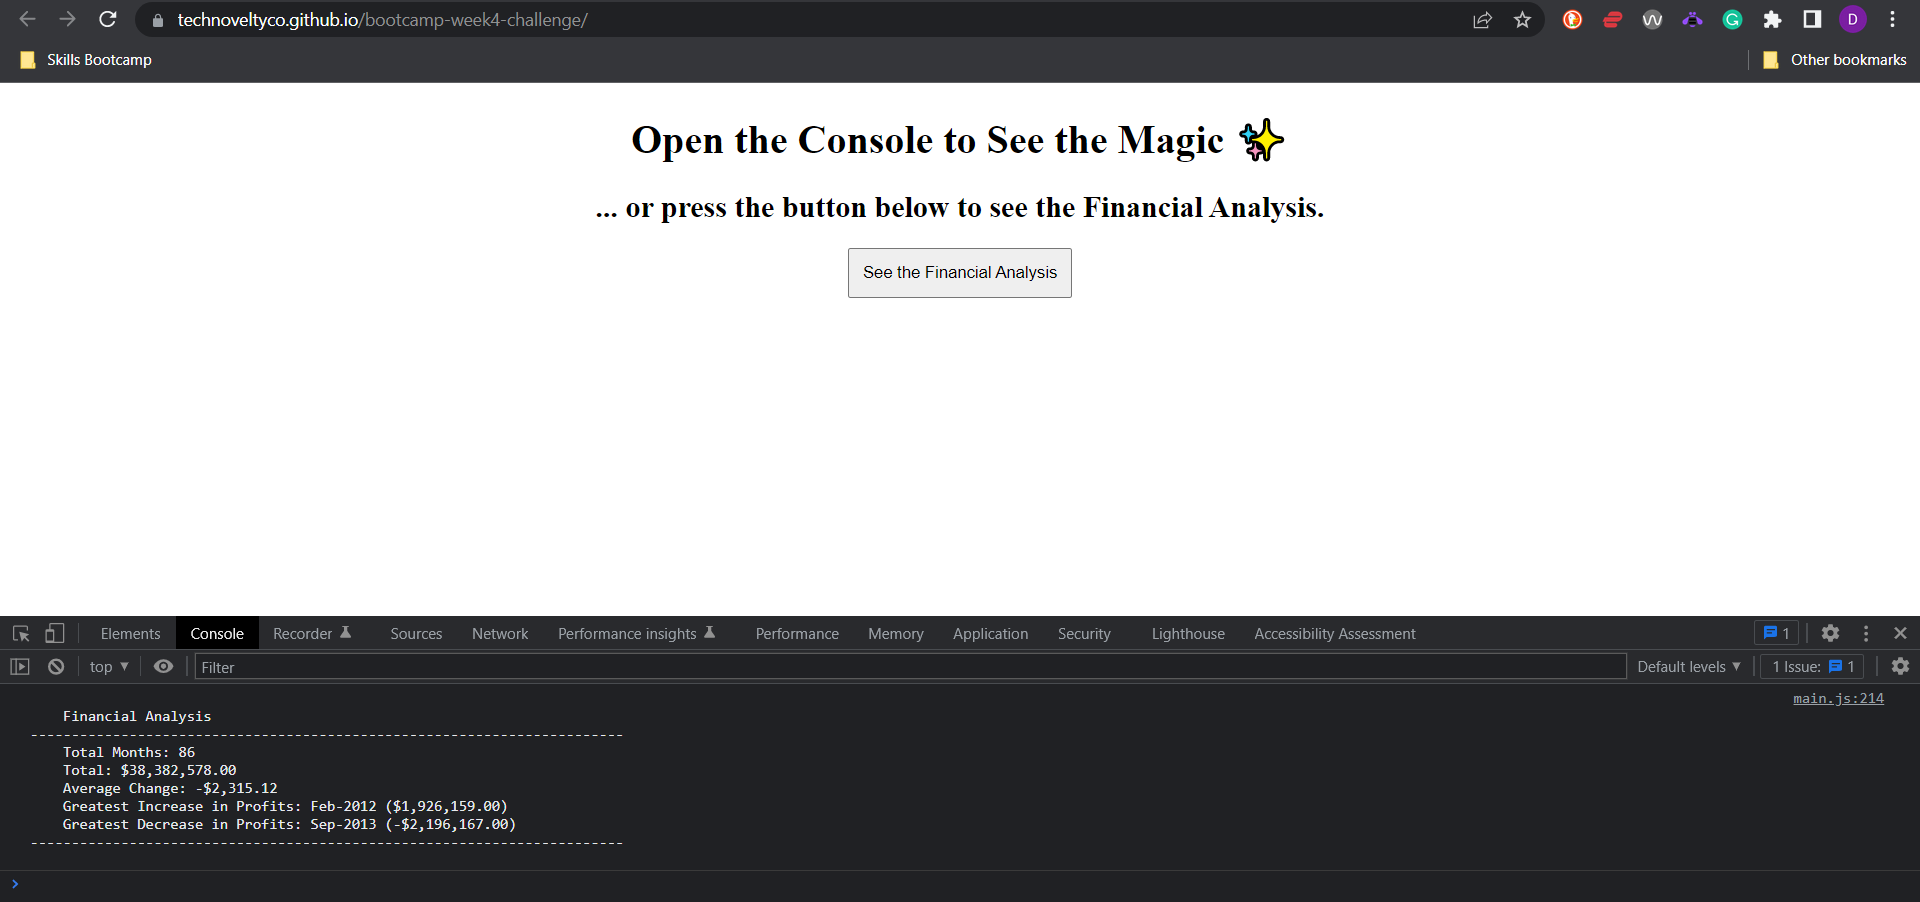 technoveltyco.github.io/bootcamp-week4-challenge/
D
Skills Bootcamp
Other bookmarks
Open the Console to See the Magic ✨
... or press the button below to see the Financial Analysis.
See the Financial Analysis
Elements Console Recorder Sources Network Performance insights Performance Memory Application Security Lighthouse Accessibility Assessment 1
top ▼ Filter Default levels ▼ 1 Issue: 1
main.js:214
Financial Analysis
------------------------------------------------------------------------
Total Months: 86
Total: $38,382,578.00
Average Change: -$2,315.12
Greatest Increase in Profits: Feb-2012 ($1,926,159.00)
Greatest Decrease in Profits: Sep-2013 (-$2,196,167.00)
------------------------------------------------------------------------